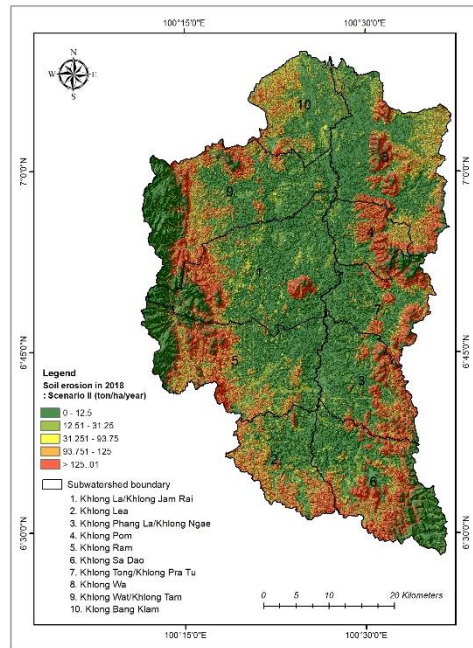 100°15'0"E 100°30'0"E
N
W E
S
7°0'0"N 7°0'0"N
6°45'0"N 6°45'0"N
6°30'0"N 6°30'0"N
10
8
9
4
1
7
5
3
2
6
Legend
Soil erosion in 2018
: Scenario II (ton/ha/year)
0 - 12.5
12.51 - 31.25
31.251 - 93.75
93.751 - 125
> 125..01
Subwatershed boundary
1. Khlong La/Khlong Jam Rai
2. Khlong Lea
3. Khlong Phang La/Khlong Ngae
4. Khlong Pom
5. Khlong Ram
6. Khlong Sa Dao
7. Khlong Tong/Khlong Pra Tu
8. Khlong Wa
9. Khlong Wat/Khlong Tam
10. Klong Bang Klam
0 5 10 20 Kilometers
100°15'0"E 100°30'0"E